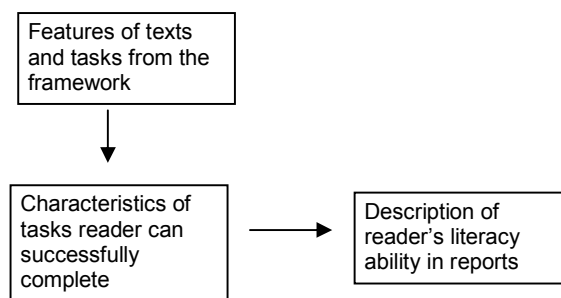 Features of texts
and tasks from the
framework
Characteristics of
tasks reader can
successfully
complete
Description of
reader's literacy
ability in reports